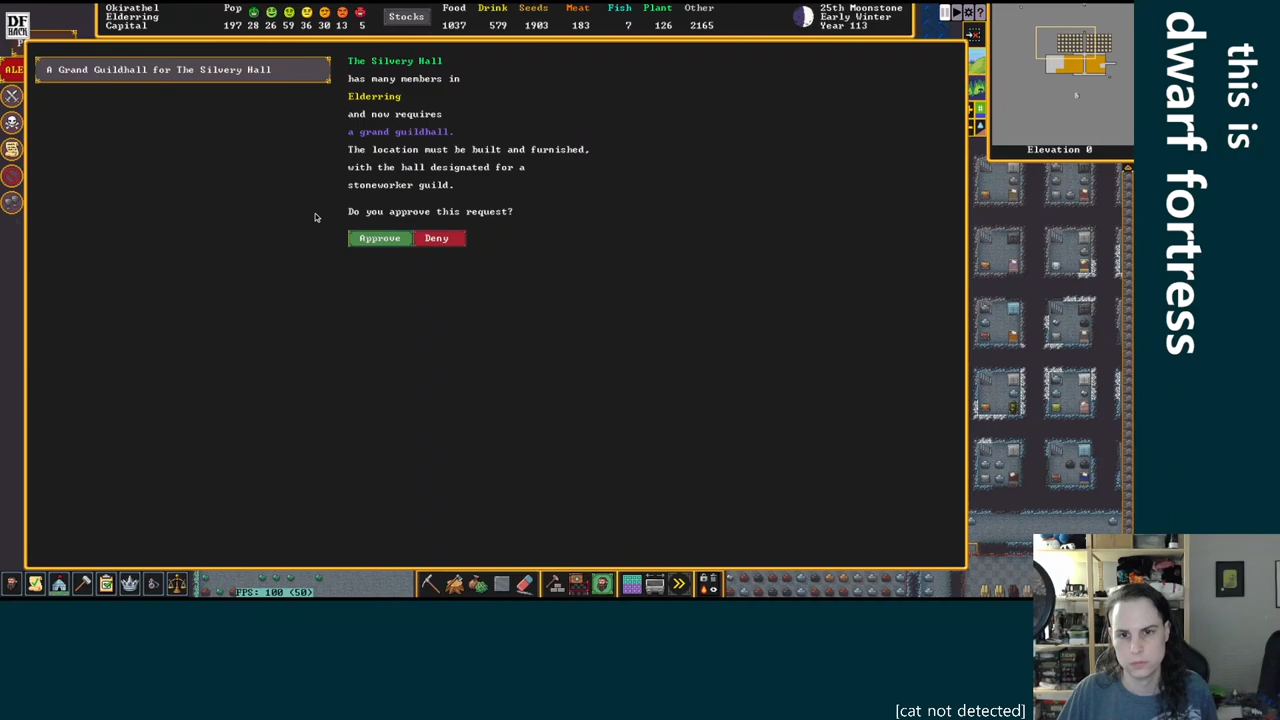 DF
HACK
Okirathel
Elderring
Capital
Pop
197 28 26 59 36 30 13 5
Stocks
Food Drink Seeds Meat Fish Plant Other
1037 579 1903 183 7 126 2165
25th Moonstone
Early Winter
Year 113
ALE
A Grand Guildhall for The Silvery Hall
The Silvery Hall
has many members in
Elderring
and now requires
a grand guildhall.
The location must be built and furnished,
with the hall designated for a
stoneworker guild.
Do you approve this request?
Approve Deny
Elevation 0
this is
dwarf fortress
FPS: 100 (50)
[cat not detected]